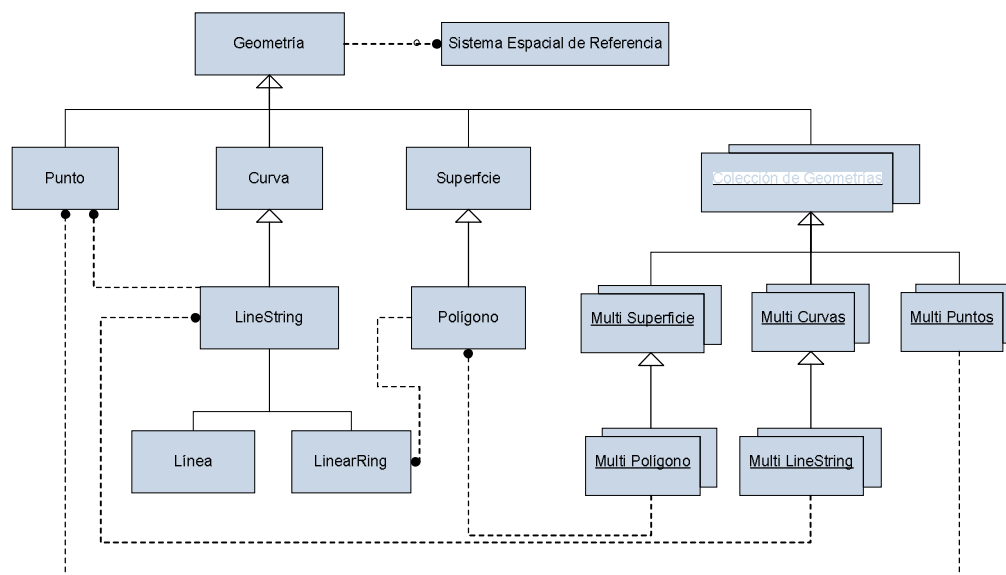 Geometría
Sistema Espacial de Referencia
Punto
Curva
Superfcie
Colección de Geometrías
LineString
Polígono
Multi Superficie
Multi Curvas
Multi Puntos
Línea
LinearRing
Multi Polígono
Multi LineString